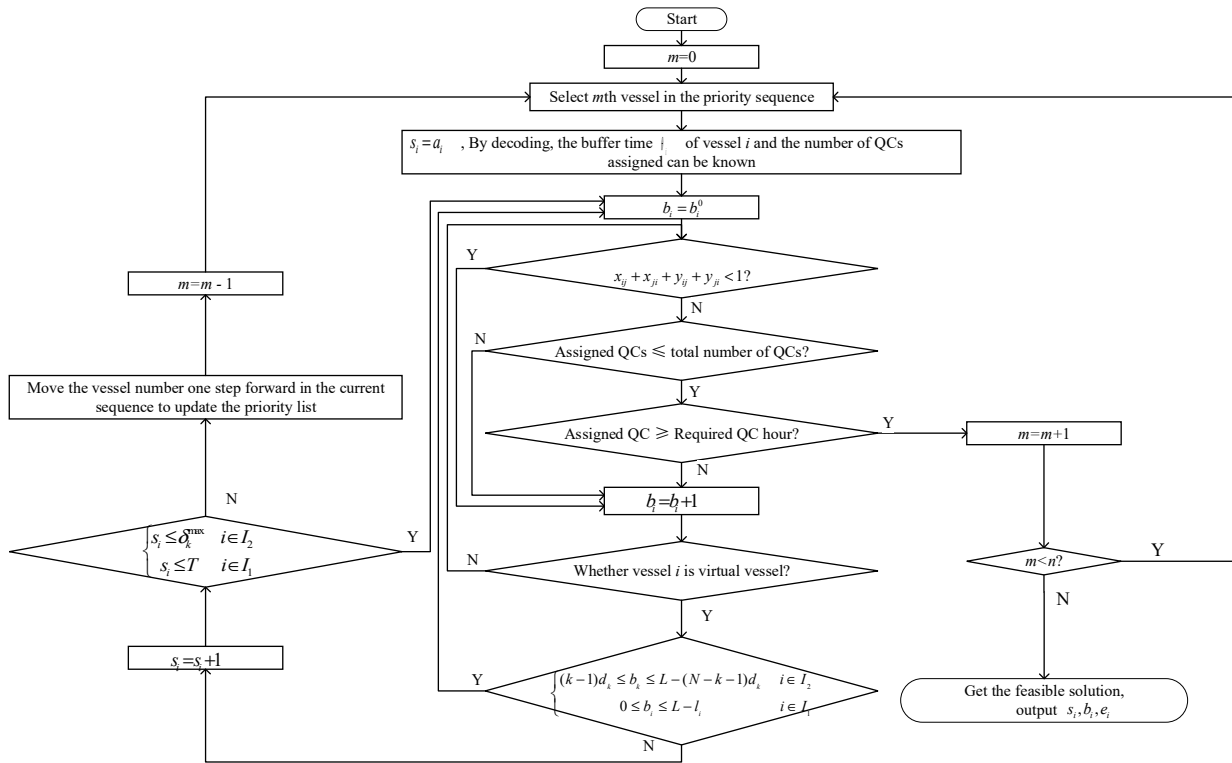 Start
m=0
Select mth vessel in the priority sequence
s_i = a_i , By decoding, the buffer time of vessel i and the number of QCs
assigned can be known
b_i = b_i^0
Y
x_ij + x_ji + y_ij + y_ji < 1?
N
N
Assigned QCs ⩽ total number of QCs?
Y
Assigned QC ⩾ Required QC hour?
Y
N
b_i=b_i+1
N
Whether vessel i is virtual vessel?
Y
Y
{(k−1)d_k ≤ b_k ≤ L−(N−k−1)d_k i∈I_2
0 ≤ b_i ≤ L−l_i i∈I_1
N
s_i=s_i+1
{s_i ≤ δ_k^max i∈I_2
s_i ≤ T i∈I_1
Y
N
Move the vessel number one step forward in the current
sequence to update the priority list
m=m - 1
m=m+1
m<n?
Y
N
Get the feasible solution,
output s_i, b_i, e_i